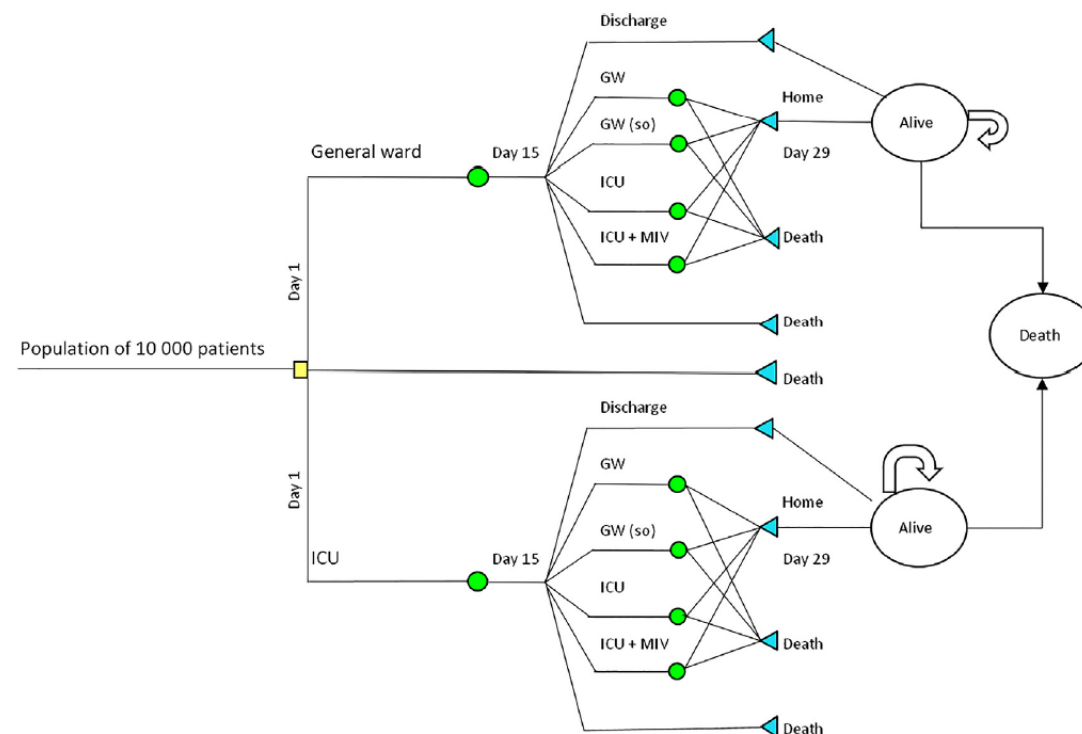 Discharge
GW
Home
Alive
General ward
Day 15
GW (so)
Day 29
ICU
ICU + MIV
Death
Day 1
Death
Death
Population of 10 000 patients
Death
Discharge
GW
Day 1
Home
Alive
ICU
Day 15
GW (so)
Day 29
ICU
ICU + MIV
Death
Death